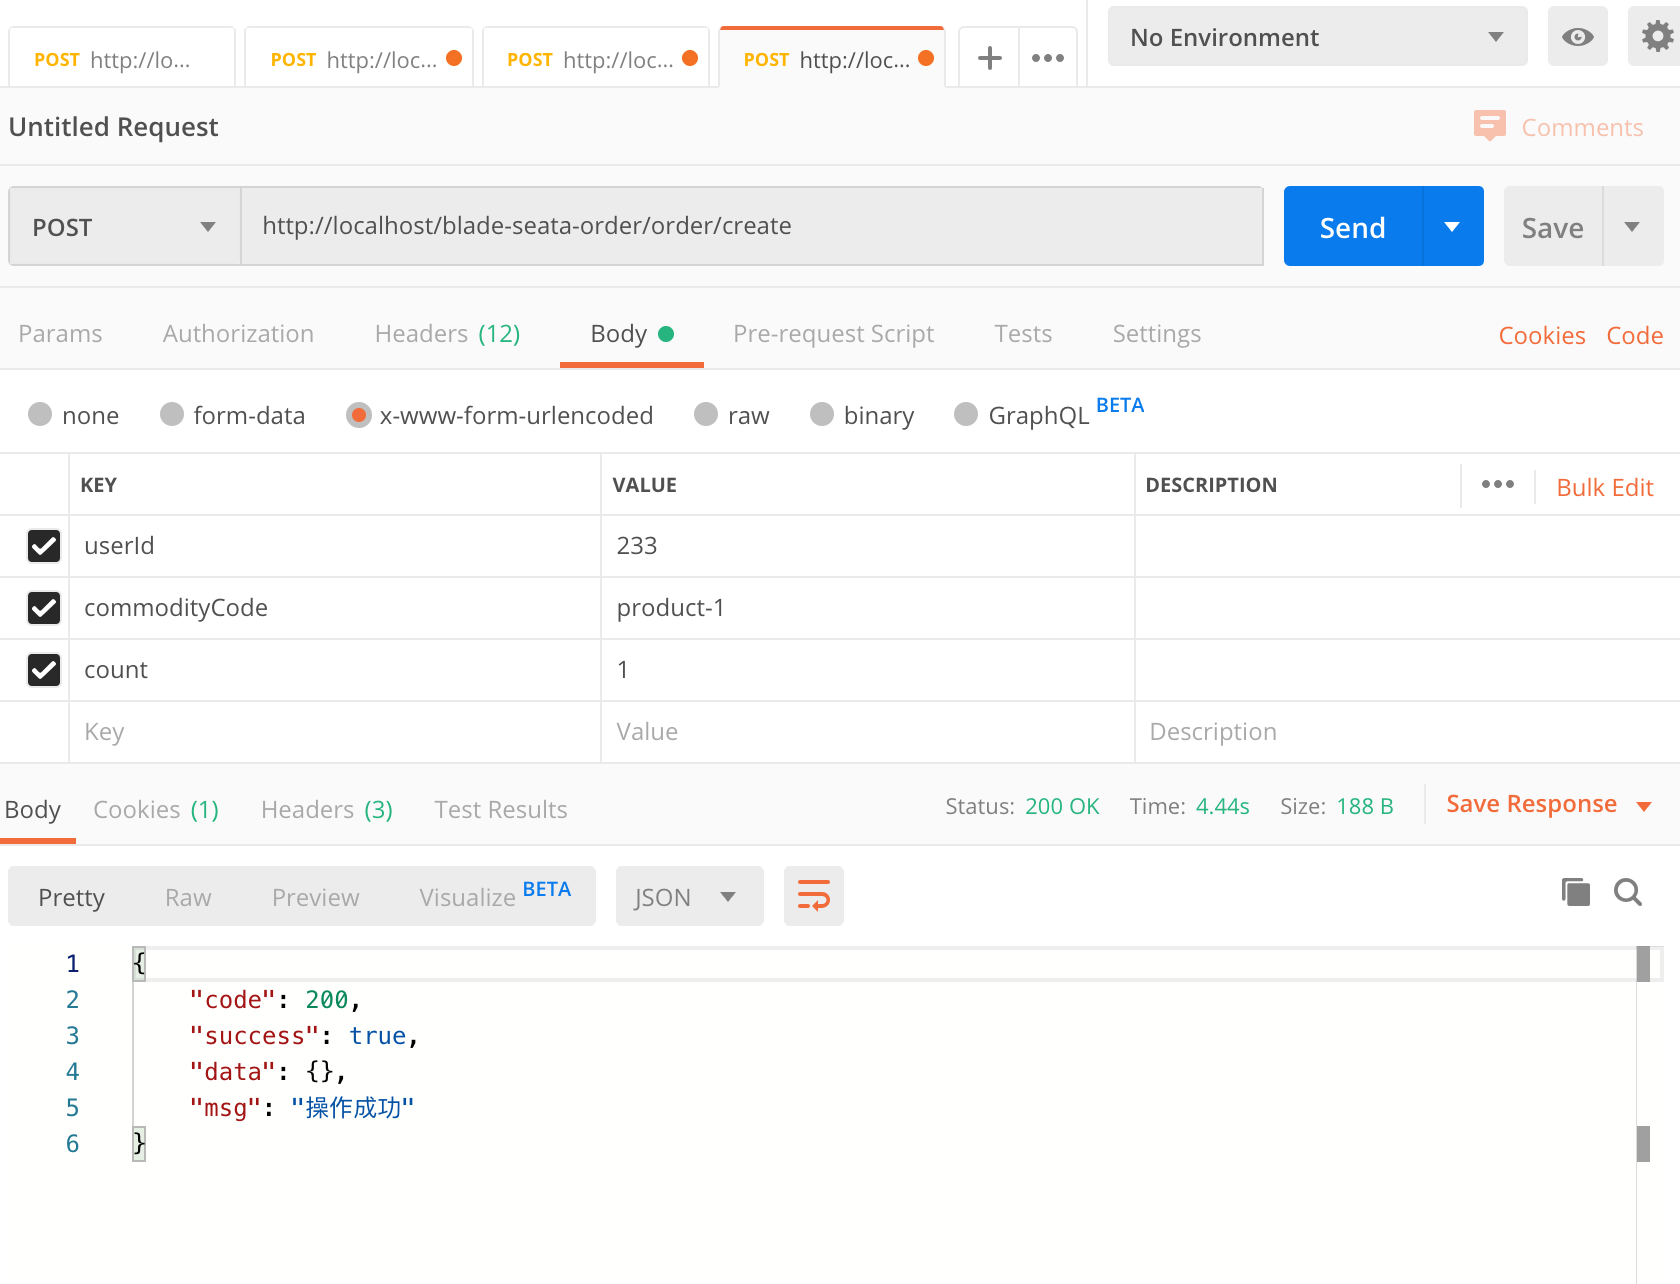 POST http://lo... POST http://loc... POST http://loc... POST http://loc... No Environment
Untitled Request Comments
POST http://localhost/blade-seata-order/order/create Send Save
Params Authorization Headers (12) Body Pre-request Script Tests Settings Cookies Code
none form-data x-www-form-urlencoded raw binary GraphQL BETA
KEY VALUE DESCRIPTION Bulk Edit
userId 233
commodityCode product-1
count 1
Key Value Description
Body Cookies (1) Headers (3) Test Results Status: 200 OK Time: 4.44s Size: 188 B Save Response
Pretty Raw Preview Visualize BETA JSON
1 {
2 "code": 200,
3 "success": true,
4 "data": {},
5 "msg": "操作成功"
6 }